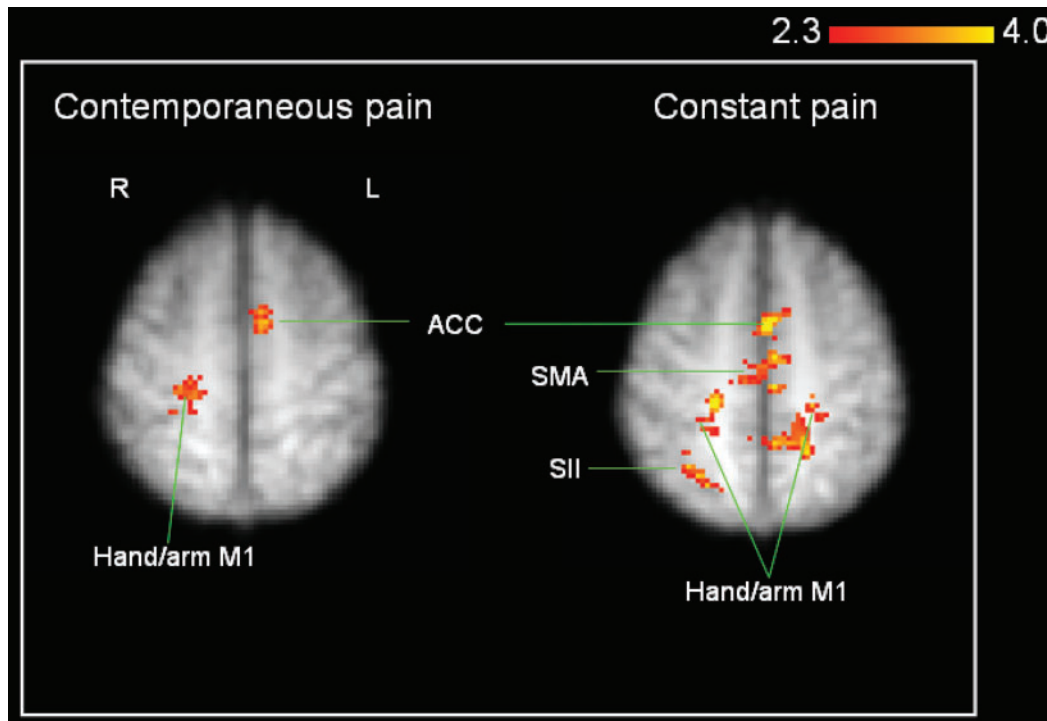 2.3 4.0
Contemporaneous pain Constant pain
R L
ACC
SMA
SII
Hand/arm M1
Hand/arm M1